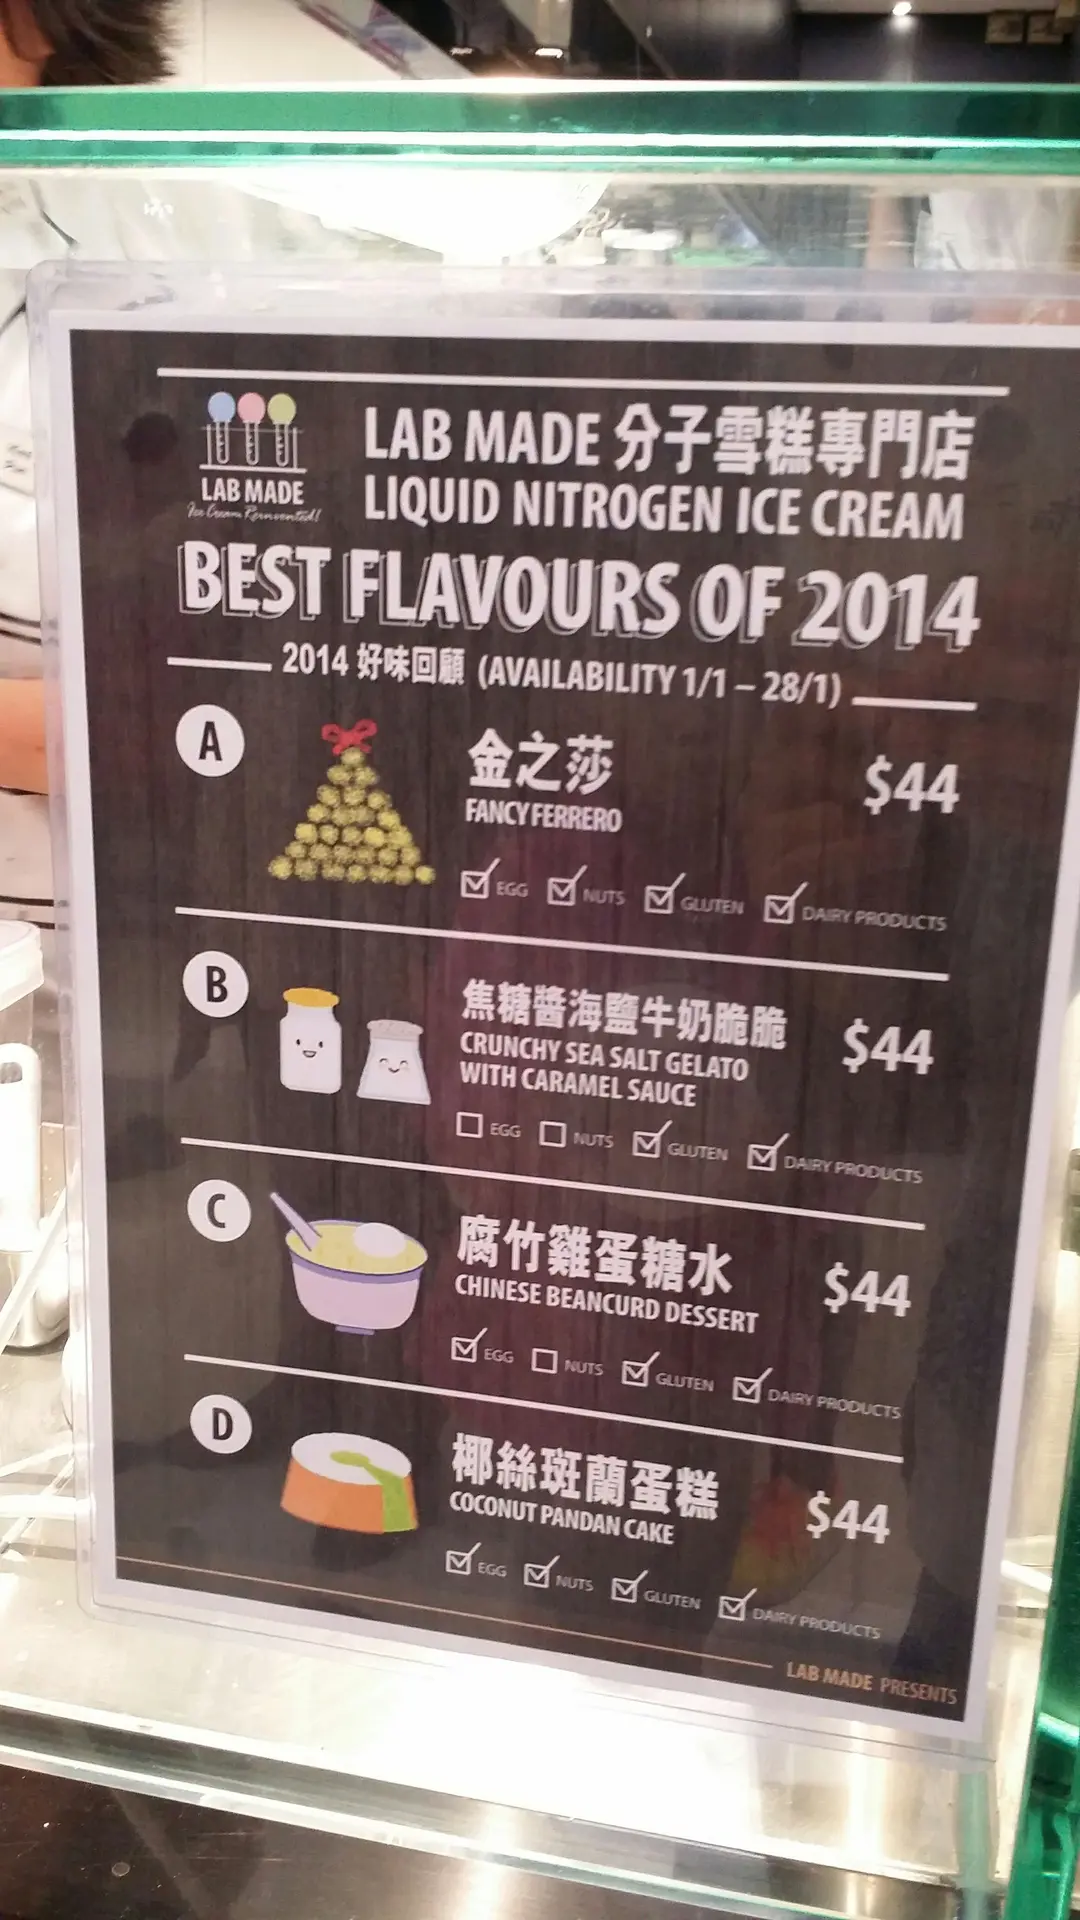 LAB MADE
Ice Cream Reinvented!
LAB MADE 分子雪糕專門店
LIQUID NITROGEN ICE CREAM
BEST FLAVOURS OF 2014
2014 好味回顧 (AVAILABILITY 1/1 – 28/1)
A
金之莎
$44
FANCY FERRERO
EGG NUTS GLUTEN DAIRY PRODUCTS
B
焦糖醬海鹽牛奶脆脆
$44
CRUNCHY SEA SALT GELATO
WITH CARAMEL SAUCE
EGG NUTS GLUTEN DAIRY PRODUCTS
C
腐竹雞蛋糖水
$44
CHINESE BEANCURD DESSERT
EGG NUTS GLUTEN DAIRY PRODUCTS
D
椰絲斑蘭蛋糕
$44
COCONUT PANDAN CAKE
EGG NUTS GLUTEN DAIRY PRODUCTS
LAB MADE PRESENTS